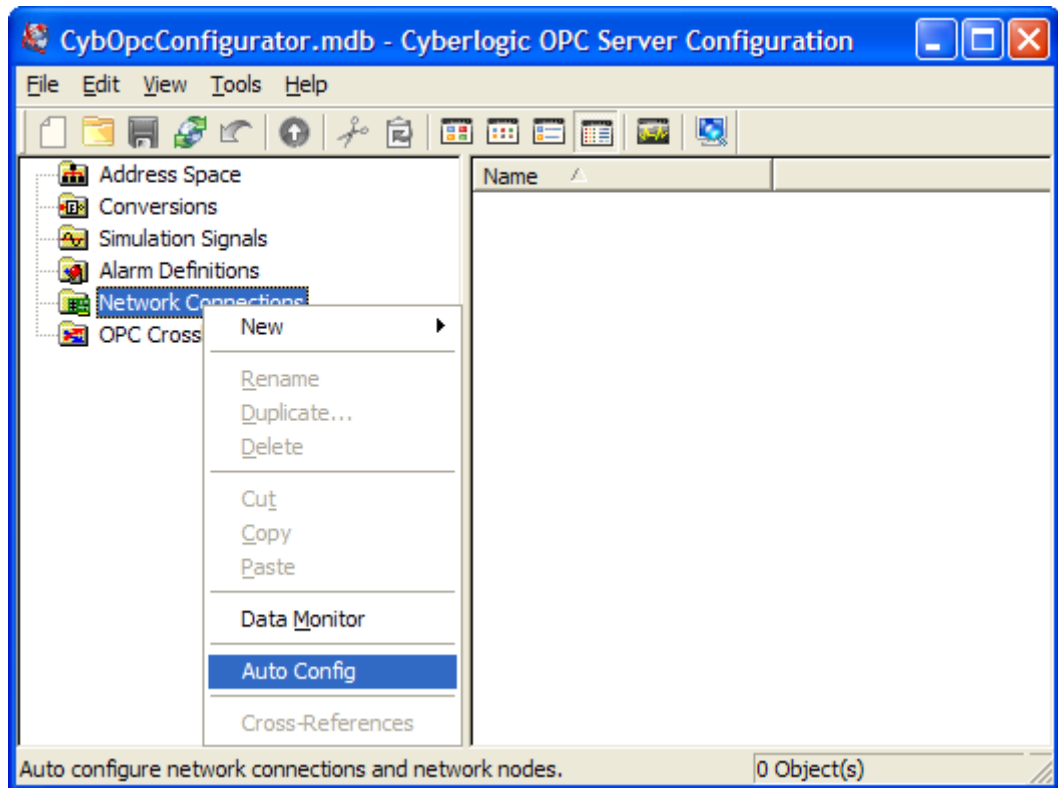 CybOpcConfigurator.mdb - Cyberlogic OPC Server Configuration
File Edit View Tools Help
Address Space
Name
Conversions
Simulation Signals
Alarm Definitions
Network Connections
OPC Cross
New
Rename
Duplicate...
Delete
Cut
Copy
Paste
Data Monitor
Auto Config
Cross-References
Auto configure network connections and network nodes. 0 Object(s)